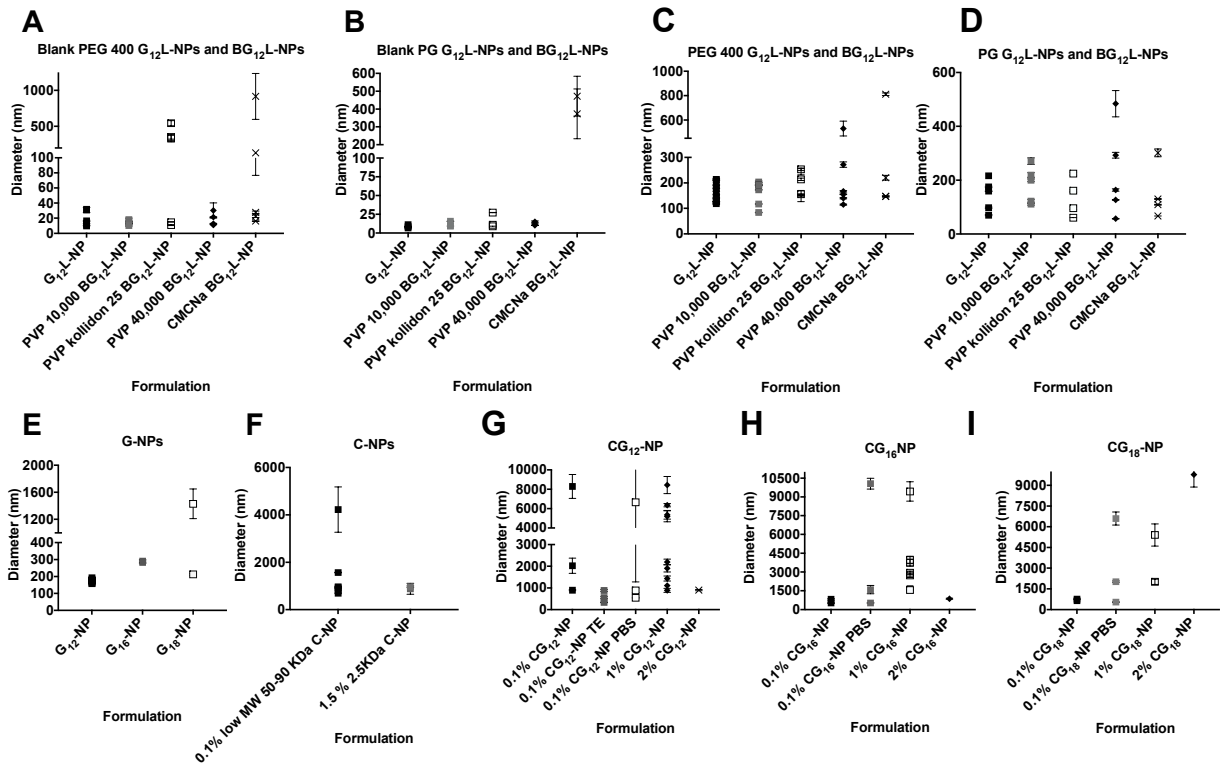 A
Blank PEG 400 G12L-NPs and BG12L-NPs
Diameter (nm)
1000
500
100
80
60
40
20
0
G12L-NP
PVP 10,000 BG12L-NP
PVP kollidon 25 BG12L-NP
PVP 40,000 BG12L-NP
CMCNa BG12L-NP
Formulation
B
Blank PG G12L-NPs and BG12L-NPs
Diameter (nm)
600
500
400
300
200
100
75
50
25
0
G12L-NP
PVP 10,000 BG12L-NP
PVP kollidon 25 BG12L-NP
PVP 40,000 BG12L-NP
CMCNa BG12L-NP
Formulation
C
PEG 400 G12L-NPs and BG12L-NPs
Diameter (nm)
1000
800
600
400
300
200
100
0
G12L-NP
PVP 10,000 BG12L-NP
PVP kollidon 25 BG12L-NP
PVP 40,000 BG12L-NP
CMCNa BG12L-NP
Formulation
D
PG G12L-NPs and BG12L-NPs
Diameter (nm)
600
400
200
0
G12L-NP
PVP 10,000 BG12L-NP
PVP kollidon 25 BG12L-NP
PVP 40,000 BG12L-NP
CMCNa BG12L-NP
Formulation
E
G-NPs
Diameter (nm)
2000
1600
1200
800
400
300
200
100
0
G12-NP
G16-NP
G18-NP
Formulation
F
C-NPs
Diameter (nm)
6000
4000
2000
0
0.1% low MW 50-90 KDa C-NP
1.5 % 2.5KDa C-NP
Formulation
G
CG12-NP
Diameter (nm)
10000
8000
6000
4000
3000
2000
1000
0
0.1% CG12-NP
0.1% CG12-NP TE
0.1% CG12-NP PBS
1% CG12-NP
2% CG12-NP
Formulation
H
CG16NP
Diameter (nm)
10500
9000
7500
6000
4500
3000
1500
0
0.1% CG16-NP
0.1% CG16-NP PBS
1% CG16-NP
2% CG16-NP
Formulation
I
CG18-NP
Diameter (nm)
9000
7500
6000
4500
3000
1500
0
0.1% CG18-NP
0.1% CG18-NP PBS
1% CG18-NP
2% CG18-NP
Formulation